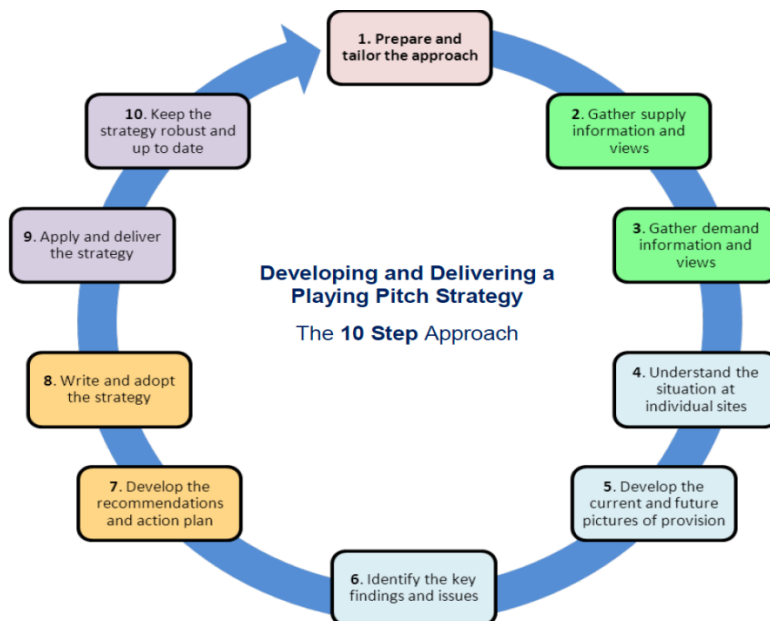 1. Prepare and
tailor the approach
2. Gather supply
information and
views
3. Gather demand
information and
views
4. Understand the
situation at
individual sites
5. Develop the
current and future
pictures of provision
6. Identify the key
findings and issues
7. Develop the
recommendations
and action plan
8. Write and adopt
the strategy
9. Apply and deliver
the strategy
10. Keep the
strategy robust and
up to date
Developing and Delivering a
Playing Pitch Strategy
The 10 Step Approach